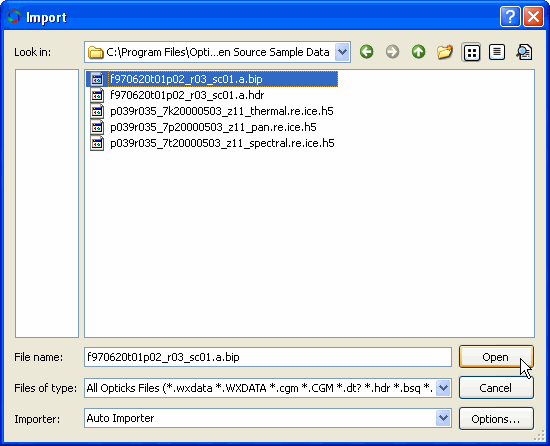 Import
Look in: C:\Program Files\Opti...en Source Sample Data
f970620t01p02_r03_sc01.a.bip
f970620t01p02_r03_sc01.a.hdr
p039r035_7k20000503_z11_thermal.re.ice.h5
p039r035_7p20000503_z11_pan.re.ice.h5
p039r035_7t20000503_z11_spectral.re.ice.h5
File name: f970620t01p02_r03_sc01.a.bip Open
Files of type: All Opticks Files (*.wxdata *.WXDATA *.cgm *.CGM *.dt? *.hdr *.bsq *. Cancel
Importer: Auto Importer Options...